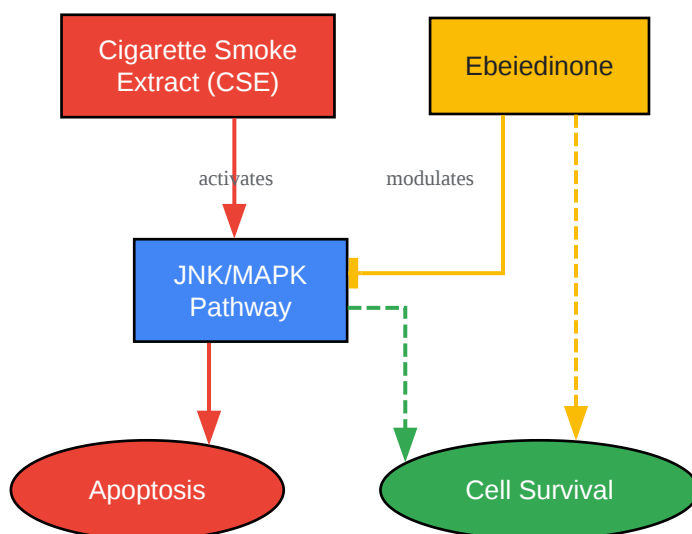 Cigarette Smoke
Extract (CSE)
Ebeiedinone
activates
modulates
JNK/MAPK
Pathway
Apoptosis
Cell Survival